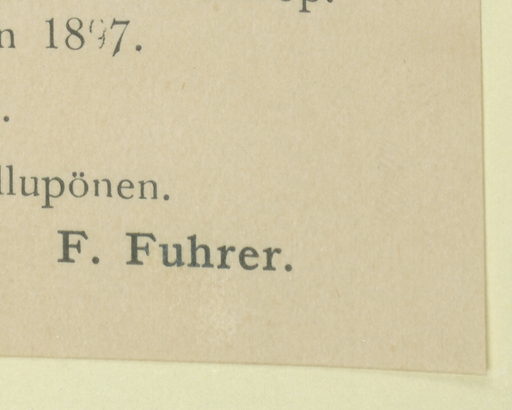 n 1897.
.
llupönen.
F. Fuhrer.